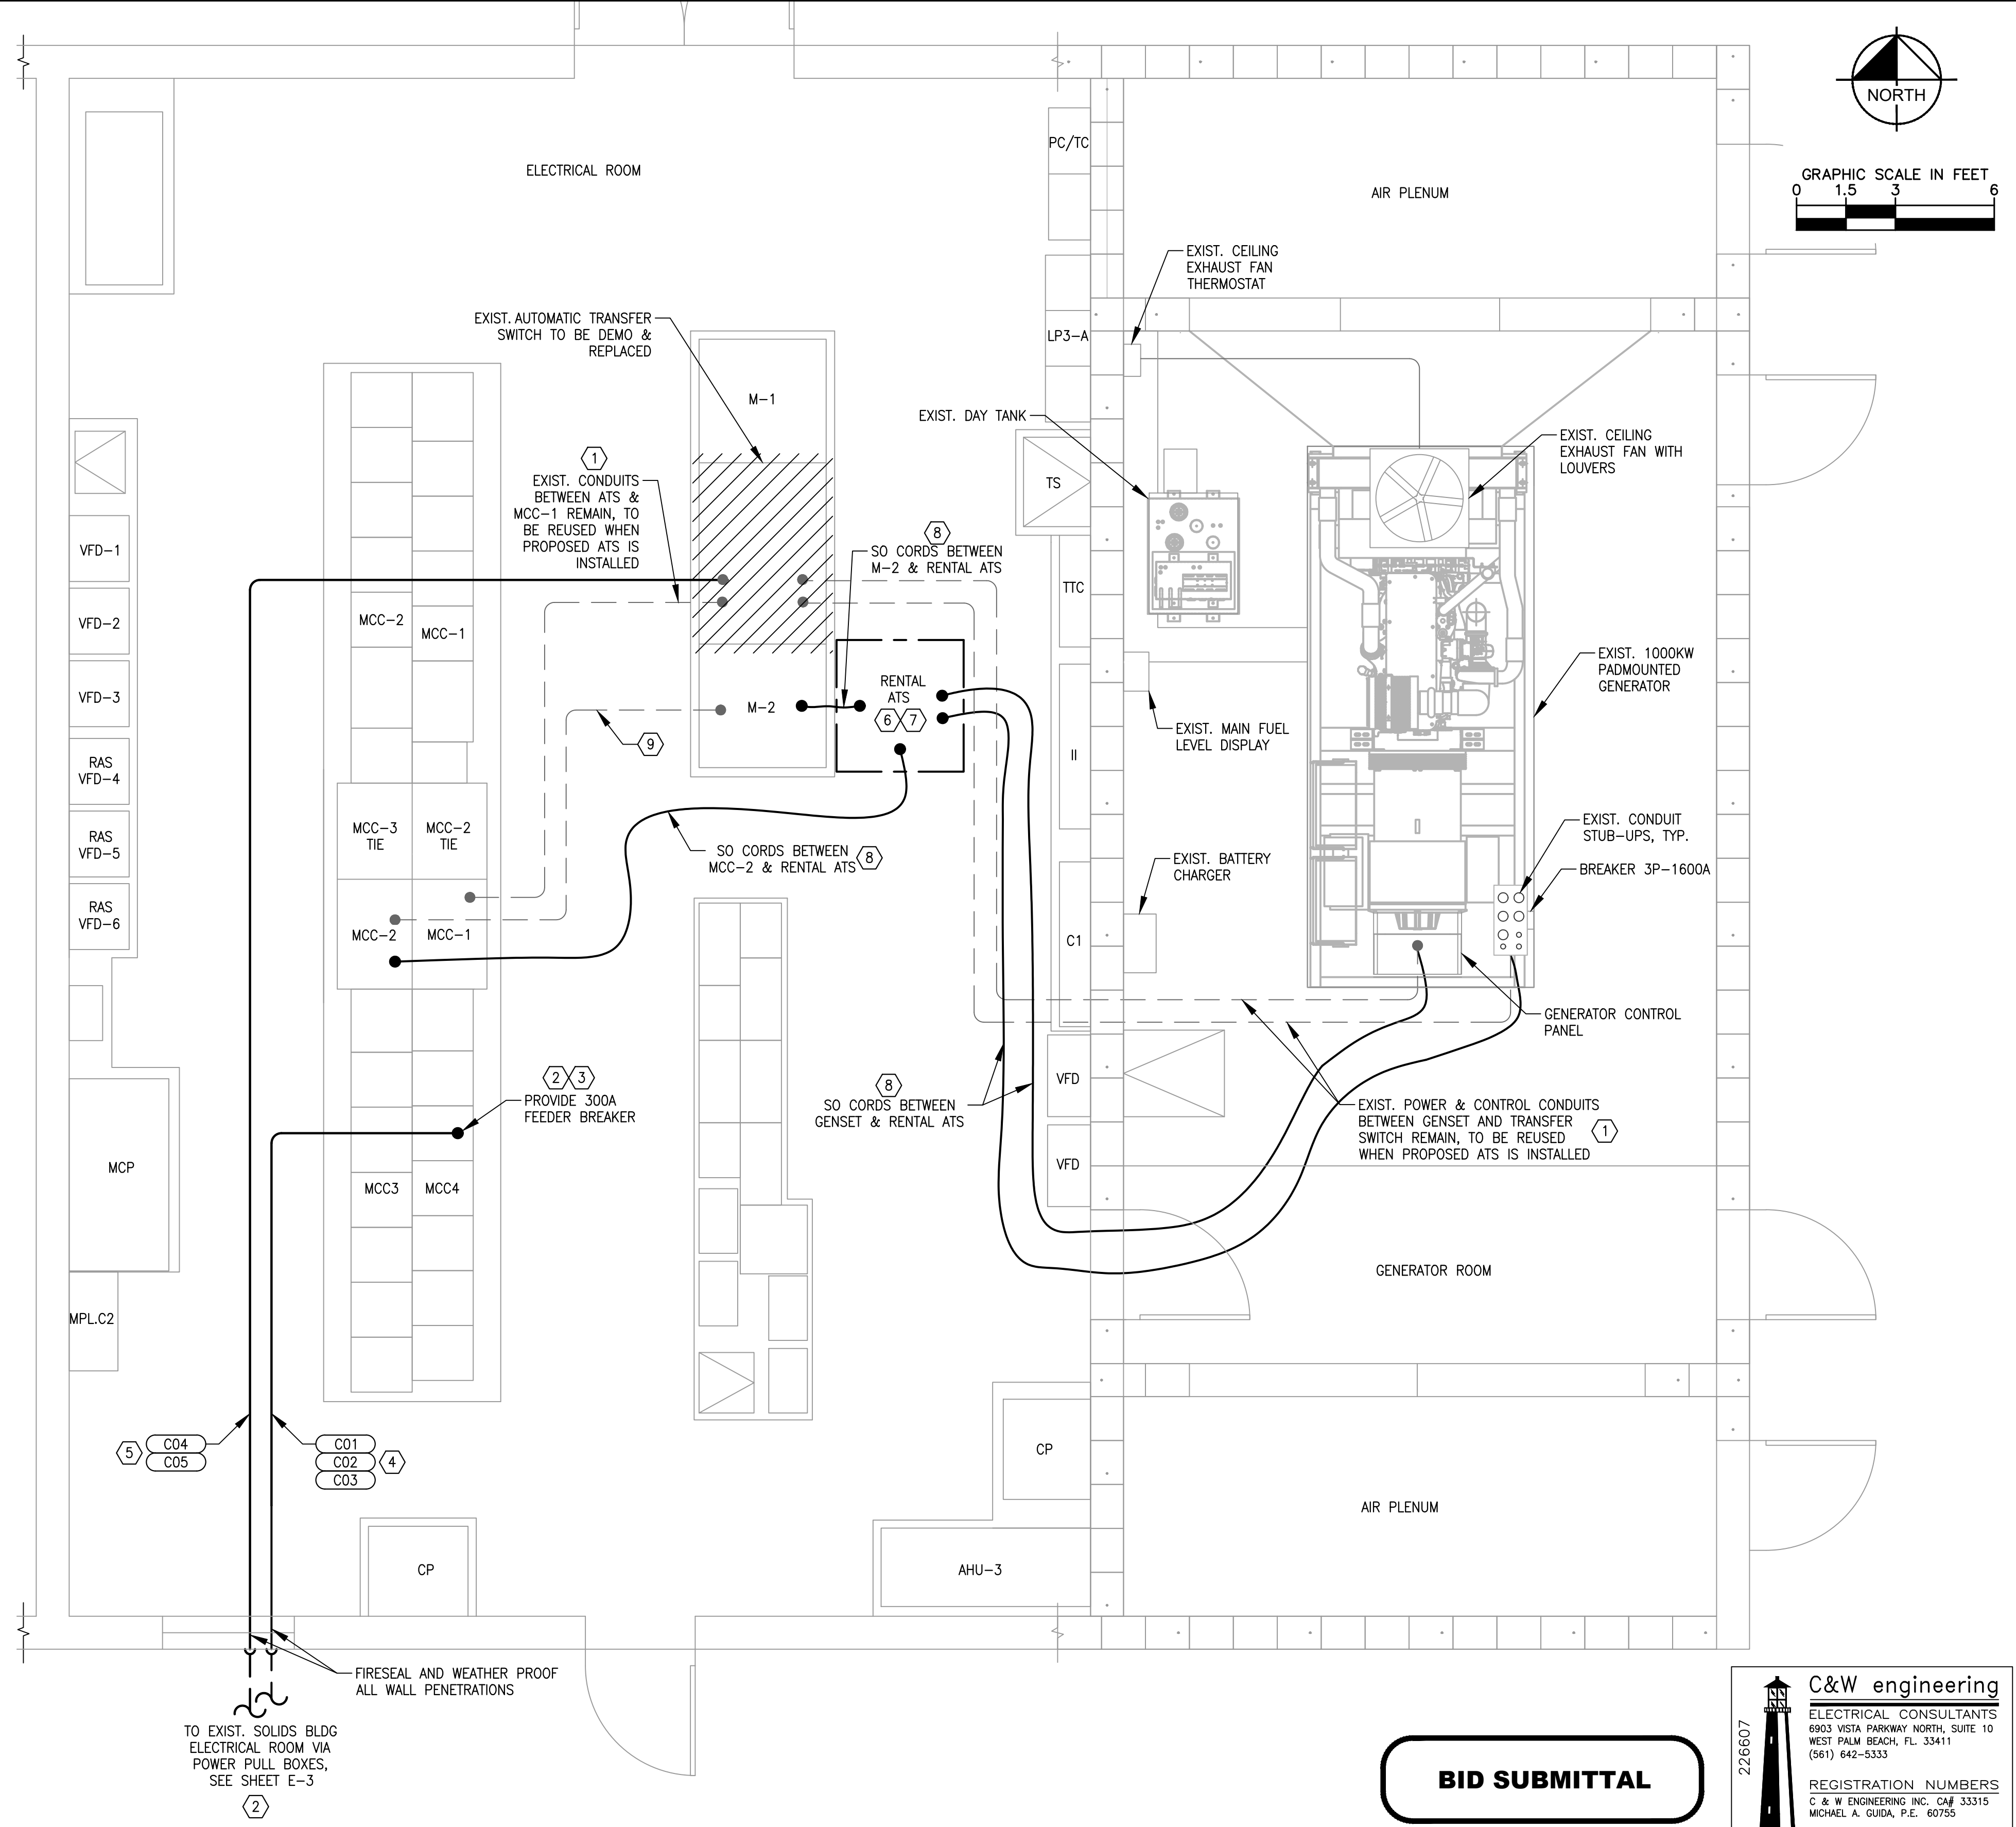 NORTH
GRAPHIC SCALE IN FEET
0 1.5 3 6
ELECTRICAL ROOM
PC/TC
AIR PLENUM
EXIST. CEILING
EXHAUST FAN
THERMOSTAT
EXIST. AUTOMATIC TRANSFER
SWITCH TO BE DEMO &
REPLACED
LP3-A
M-1
EXIST. DAY TANK
EXIST. CEILING
EXHAUST FAN WITH
LOUVERS
1
EXIST. CONDUITS
BETWEEN ATS &
MCC-1 REMAIN, TO
BE REUSED WHEN
PROPOSED ATS IS
INSTALLED
TS
8
SO CORDS BETWEEN
M-2 & RENTAL ATS
VFD-1
VFD-2
VFD-3
RAS
VFD-4
RAS
VFD-5
RAS
VFD-6
MCC-2
MCC-1
TTC
RENTAL
ATS
6 7
M-2
9
EXIST. 1000KW
PADMOUNTED
GENERATOR
EXIST. MAIN FUEL
LEVEL DISPLAY
II
MCC-3
TIE
MCC-2
TIE
SO CORDS BETWEEN
MCC-2 & RENTAL ATS
8
EXIST. CONDUIT
STUB-UPS, TYP.
EXIST. BATTERY
CHARGER
BREAKER 3P-1600A
MCC-2
MCC-1
C1
GENERATOR CONTROL
PANEL
2 3
PROVIDE 300A
FEEDER BREAKER
8
SO CORDS BETWEEN
GENSET & RENTAL ATS
VFD
VFD
EXIST. POWER & CONTROL CONDUITS
BETWEEN GENSET AND TRANSFER
SWITCH REMAIN, TO BE REUSED
WHEN PROPOSED ATS IS INSTALLED
1
MCP
MCC3
MCC4
GENERATOR ROOM
MPL.C2
5
C04
C05
C01
C02
C03
4
CP
AIR PLENUM
CP
AHU-3
FIRESEAL AND WEATHER PROOF
ALL WALL PENETRATIONS
TO EXIST. SOLIDS BLDG
ELECTRICAL ROOM VIA
POWER PULL BOXES,
SEE SHEET E-3
2
BID SUBMITTAL
226607
C&W engineering
ELECTRICAL CONSULTANTS
6903 VISTA PARKWAY NORTH, SUITE 10
WEST PALM BEACH, FL. 33411
(561) 642-5333
REGISTRATION NUMBERS
C & W ENGINEERING INC. CA# 33315
MICHAEL A. GUIDA, P.E. 60755